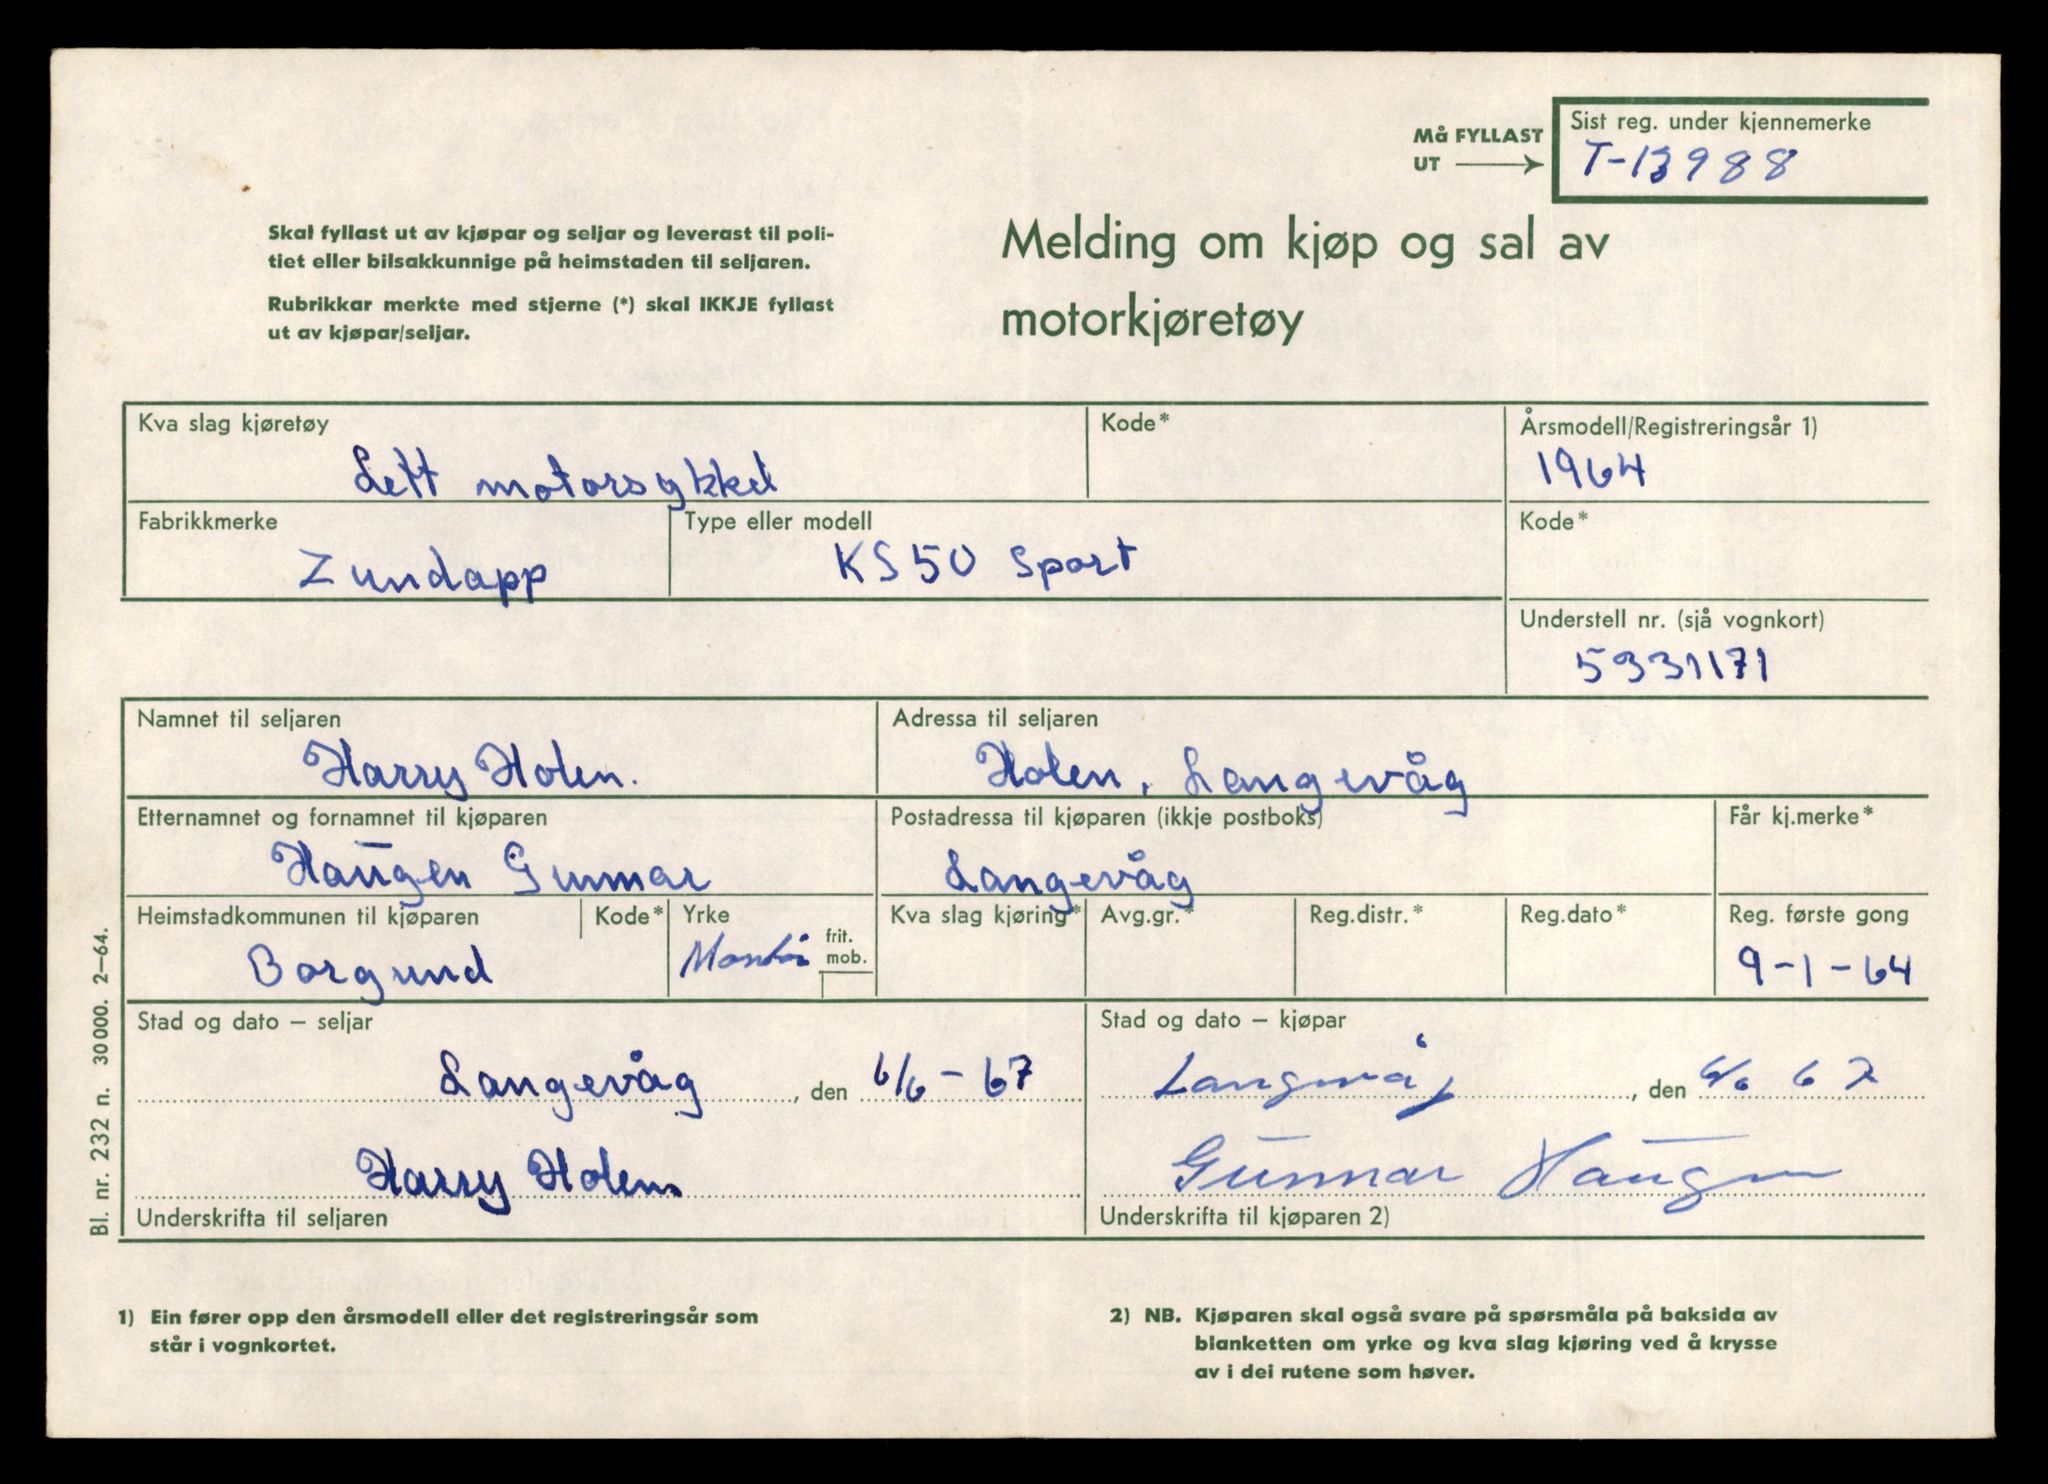 Må FYLLAST
UT
Sist reg. under kjennemerke
T-13988
Skal fyllast ut av kjøpar og seljar og leverast til poli-
tiet eller bilsakkunnige på heimstaden til seljaren.
Rubrikkar merkte med stjerne (*) skal IKKJE fyllast
ut av kjøpar/seljar.
Melding om kjøp og sal av
motorkjøretøy
Kva slag kjøretøy
Lett motorsykkel
Kode*
Årsmodell/Registreringsår 1)
1964
Fabrikkmerke
Zundapp
Type eller modell
KS50 Sport
Kode*
Understell nr. (sjå vognkort)
5331171
Namnet til seljaren
Harry Holen.
Adressa til seljaren
Holen, Langevåg
Etternamnet og fornamnet til kjøparen
Haugen Gunnar
Postadressa til kjøparen (ikkje postboks)
Langevåg
Får kj.merke*
Heimstadkommunen til kjøparen
Borgund
Kode*
Yrke
Montør
frit.
mob.
Kva slag kjøring*
Avg.gr.*
Reg.distr.*
Reg.dato*
Reg. første gong
9-1-64
Stad og dato – seljar
Langevåg, den 6/6-67
Harry Holen
Underskrifta til seljaren
Stad og dato – kjøpar
Langevåg, den 6/6 67
Gunnar Haugen
Underskrifta til kjøparen 2)
Bl. nr. 232 n. 30000. 2–64.
1) Ein fører opp den årsmodell eller det registreringsår som
står i vognkortet.
2) NB. Kjøparen skal også svare på spørsmåla på baksida av
blanketten om yrke og kva slag kjøring ved å krysse
av i dei rutene som høver.